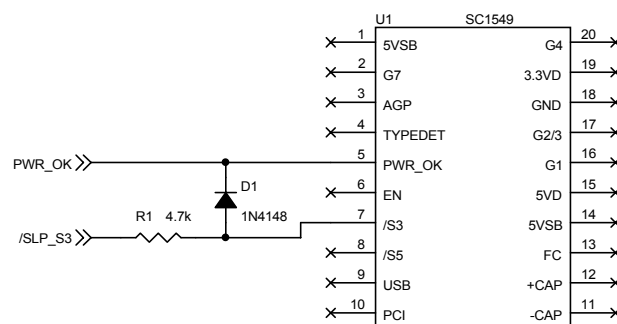 U1 SC1549
1 5VSB G4 20
2 G7 3.3VD 19
3 AGP GND 18
4 TYPEDET G2/3 17
PWR_OK 5 PWR_OK G1 16
D1 6 EN 5VD 15
R1 4.7k 1N4148 7 /S3 5VSB 14
/SLP_S3 8 /S5 FC 13
9 USB +CAP 12
10 PCI -CAP 11